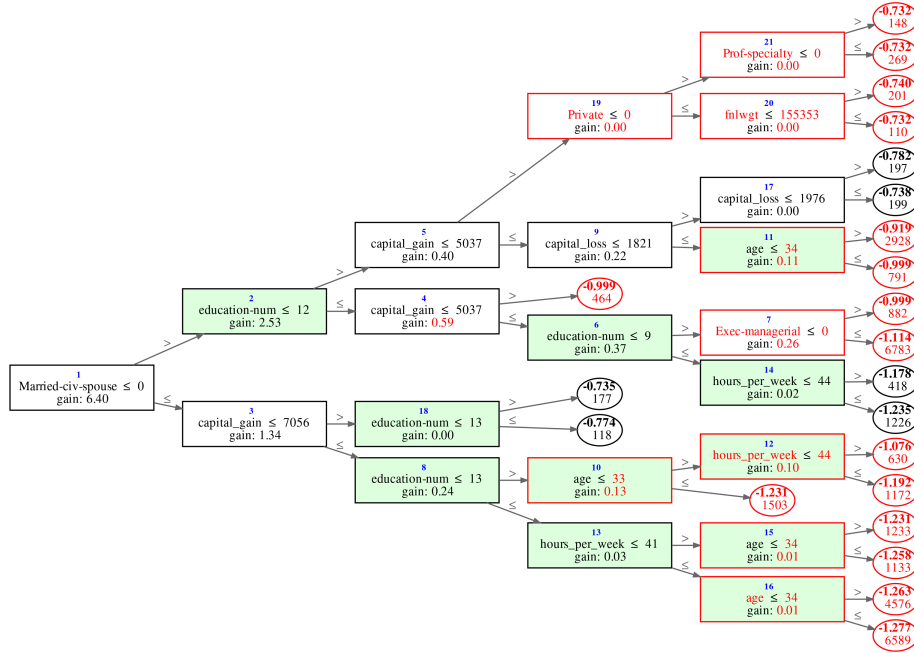 -0.732
148
>
21
Prof-specialty ≤ 0
gain: 0.00
≤
-0.732
269
>
19
Private ≤ 0
gain: 0.00
≤
20
fnlwgt ≤ 155353
gain: 0.00
>
-0.740
201
≤
-0.732
110
>
17
capital_loss ≤ 1976
gain: 0.00
>
-0.782
197
≤
-0.738
199
5
capital_gain ≤ 5037
gain: 0.40
≤
9
capital_loss ≤ 1821
gain: 0.22
>
≤
11
age ≤ 34
gain: 0.11
>
-0.919
2928
≤
-0.999
791
>
2
education-num ≤ 12
gain: 2.53
≤
4
capital_gain ≤ 5037
gain: 0.59
>
-0.999
464
≤
6
education-num ≤ 9
gain: 0.37
>
7
Exec-managerial ≤ 0
gain: 0.26
>
-0.999
882
≤
-1.114
6783
≤
14
hours_per_week ≤ 44
gain: 0.02
>
-1.178
418
≤
-1.235
1226
1
Married-civ-spouse ≤ 0
gain: 6.40
>
≤
3
capital_gain ≤ 7056
gain: 1.34
>
18
education-num ≤ 13
gain: 0.00
>
-0.735
177
≤
-0.774
118
≤
8
education-num ≤ 13
gain: 0.24
>
10
age ≤ 33
gain: 0.13
>
12
hours_per_week ≤ 44
gain: 0.10
>
-1.076
630
≤
-1.192
1172
≤
-1.231
1503
≤
13
hours_per_week ≤ 41
gain: 0.03
>
15
age ≤ 34
gain: 0.01
>
-1.231
1233
≤
-1.258
1133
≤
16
age ≤ 34
gain: 0.01
>
-1.263
4576
≤
-1.277
6589